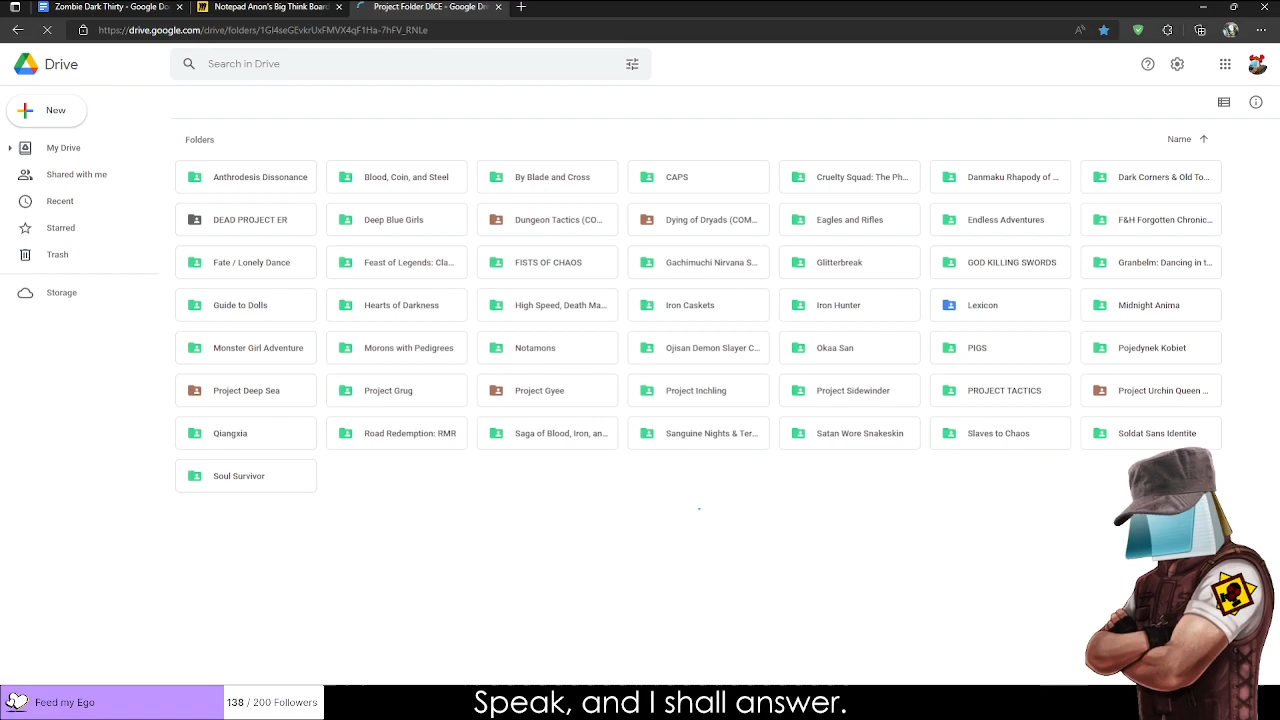 Zombie Dark Thirty - Google Do
Notepad Anon's Big Think Board
Project Folder DICE - Google Dri
https://drive.google.com/drive/folders/1GI4seGEvkrUxFMVX4qF1Ha-7hFV_RNLe
Drive
Search in Drive
New
My Drive
Shared with me
Recent
Starred
Trash
Storage
Folders
Name
Anthrodesis Dissonance
Blood, Coin, and Steel
By Blade and Cross
CAPS
Cruelty Squad: The Ph...
Danmaku Rhapody of ...
Dark Corners & Old To...
DEAD PROJECT ER
Deep Blue Girls
Dungeon Tactics (CO...
Dying of Dryads (COM...
Eagles and Rifles
Endless Adventures
F&H Forgotten Chronic...
Fate / Lonely Dance
Feast of Legends: Cla...
FISTS OF CHAOS
Gachimuchi Nirvana S...
Glitterbreak
GOD KILLING SWORDS
Granbelm: Dancing in t...
Guide to Dolls
Hearts of Darkness
High Speed, Death Ma...
Iron Caskets
Iron Hunter
Lexicon
Midnight Anima
Monster Girl Adventure
Morons with Pedigrees
Notamons
Ojisan Demon Slayer C...
Okaa San
PIGS
Pojedynek Kobiet
Project Deep Sea
Project Grug
Project Gyee
Project Inchling
Project Sidewinder
PROJECT TACTICS
Project Urchin Queen ...
Qiangxia
Road Redemption: RMR
Saga of Blood, Iron, an...
Sanguine Nights & Ter...
Satan Wore Snakeskin
Slaves to Chaos
Soldat Sans Identite
Soul Survivor
Feed my Ego
138 / 200 Followers
Speak, and I shall answer.